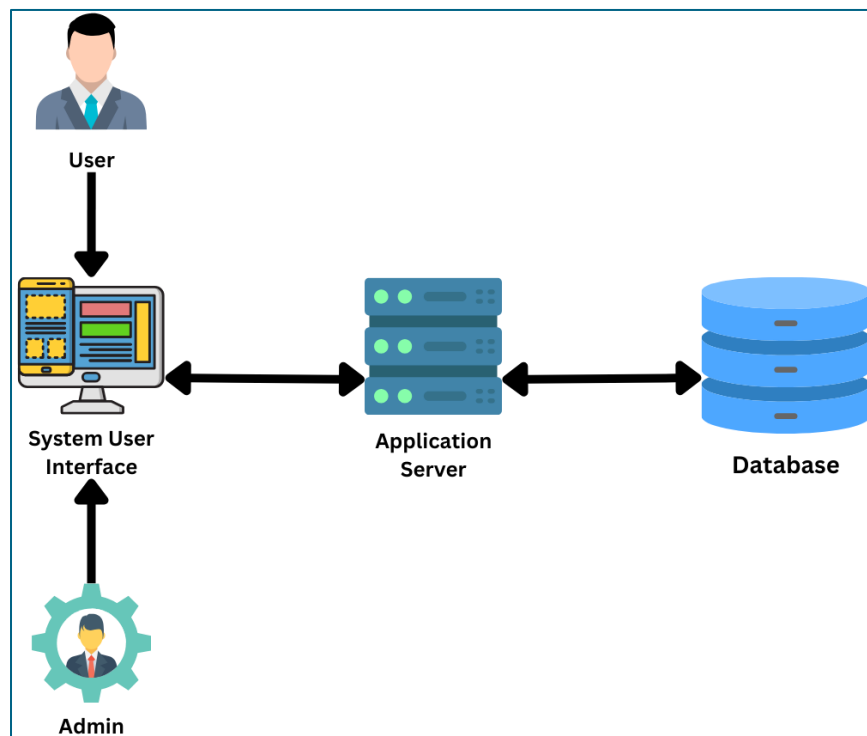 User
System User
Interface
Application
Server
Database
Admin